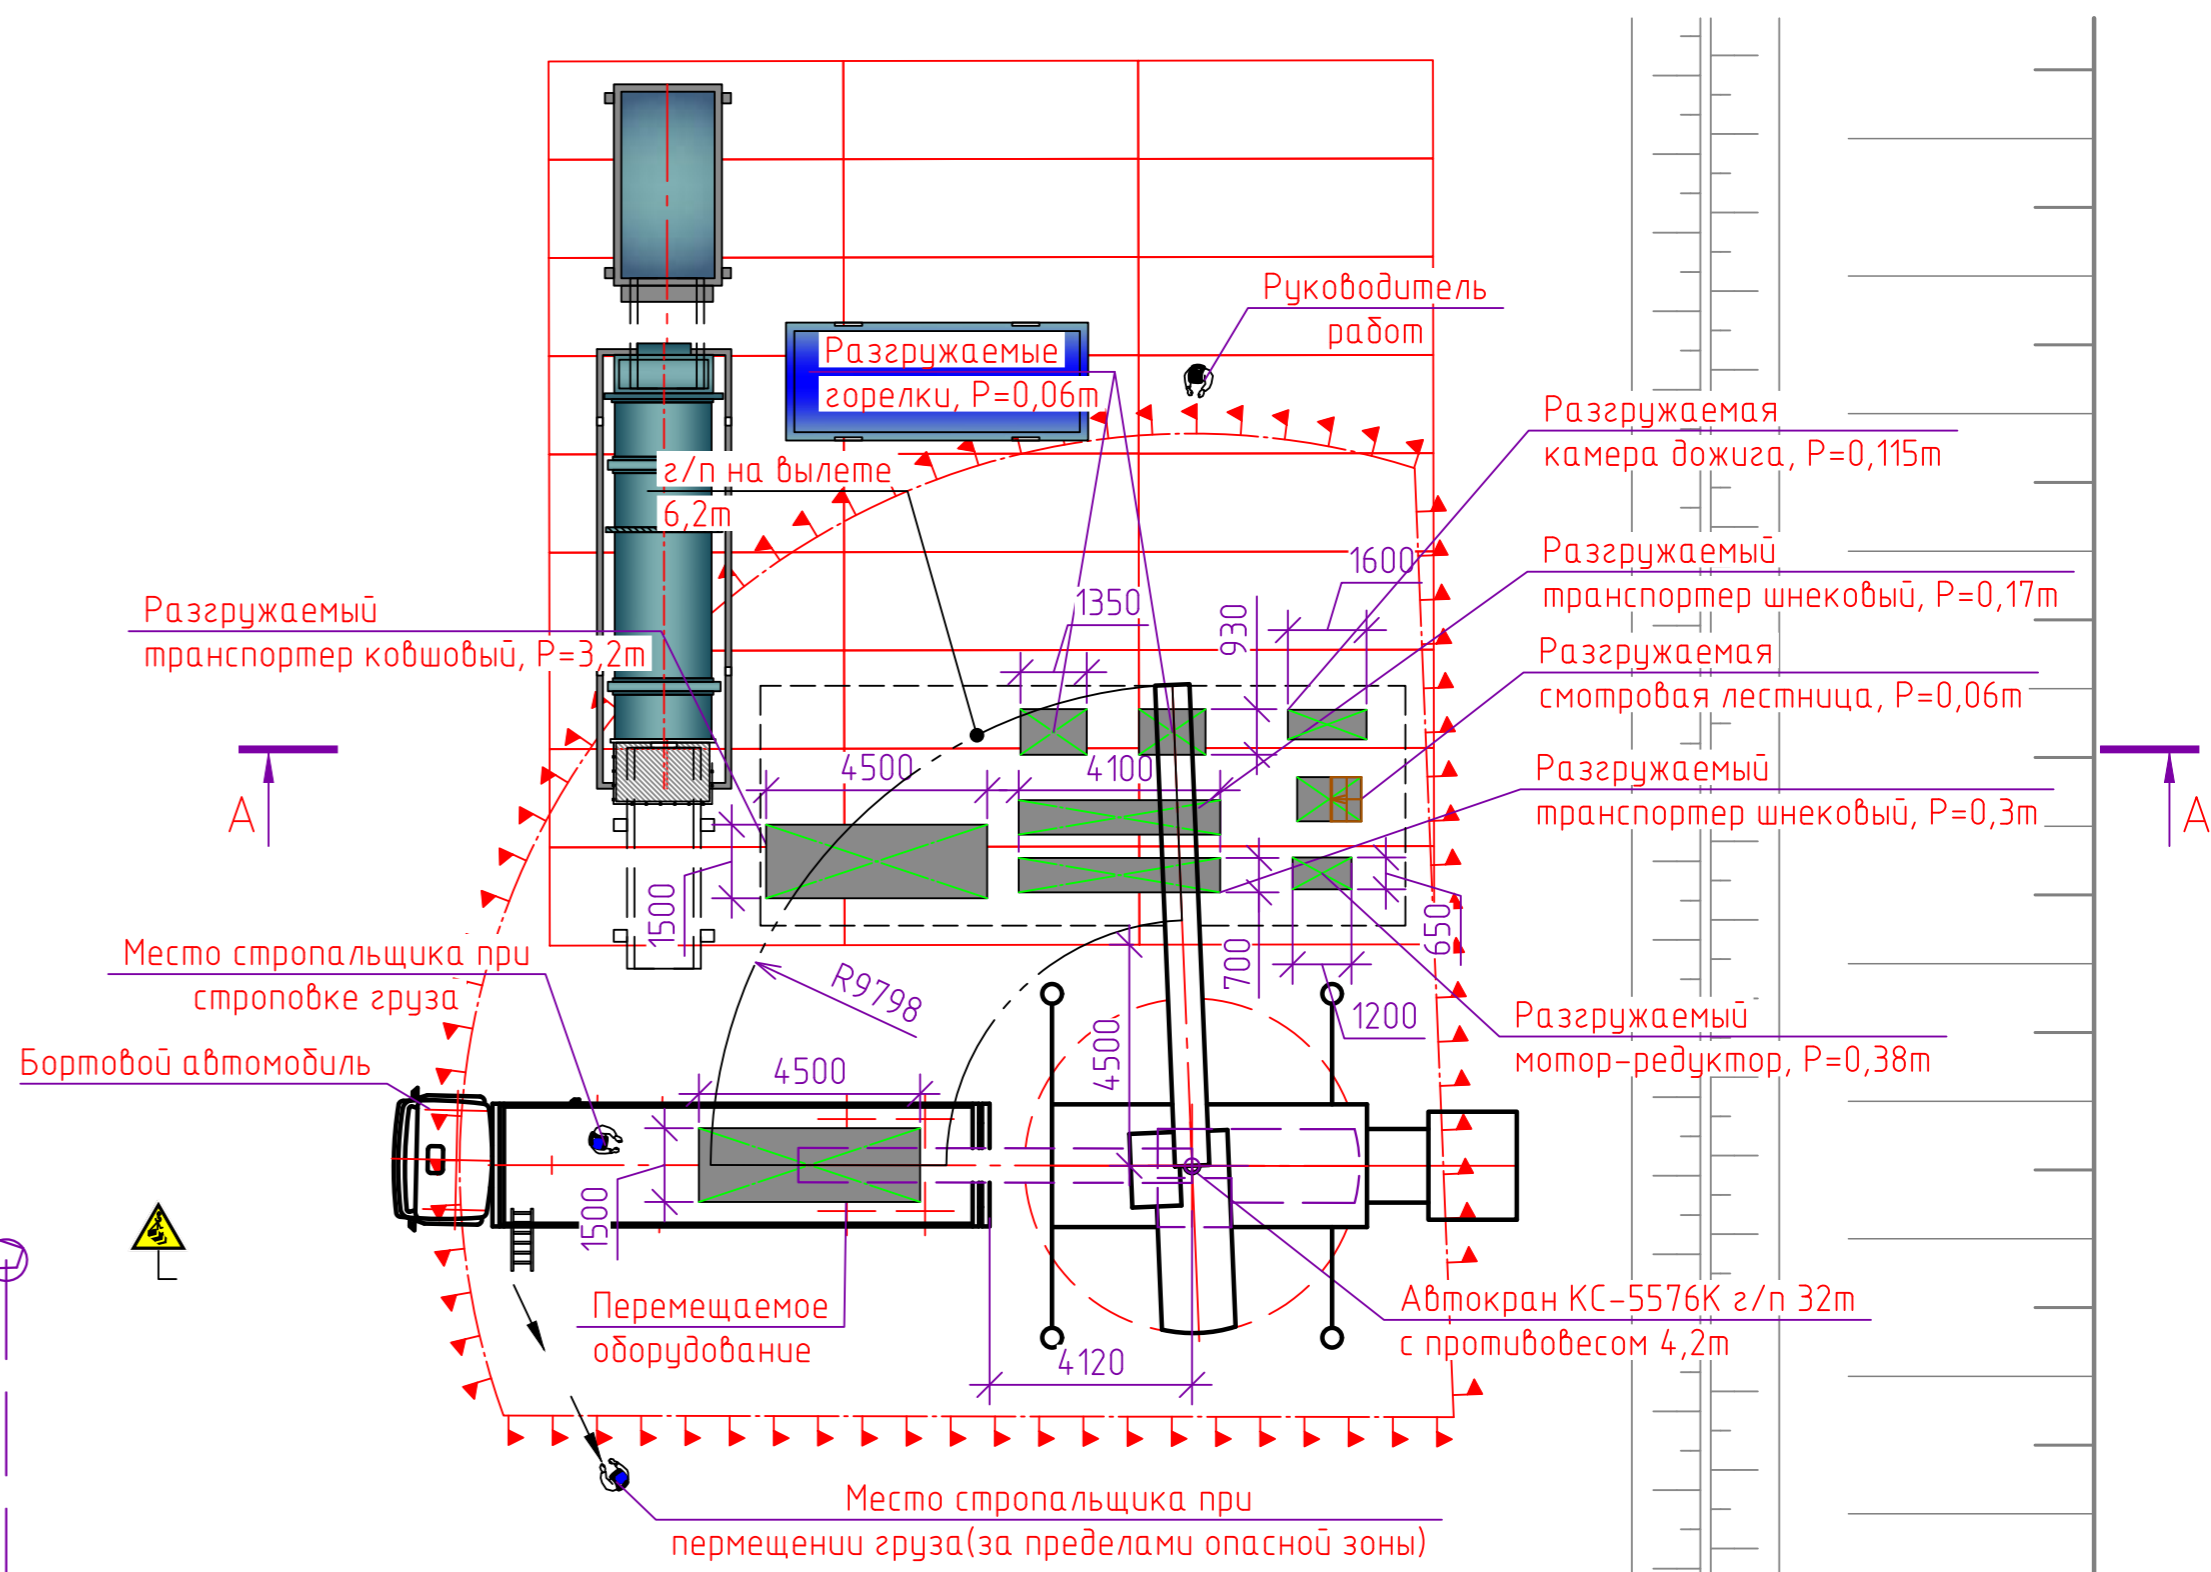 Руководитель
работ
Разгружаемые
горелки, Р=0,06т
Разгружаемая
камера дожига, Р=0,115т
г/п на вылете
6,2т
Разгружаемый
транспортер шнековый, Р=0,17т
1600
1350
930
Разгружаемый
транспортер ковшовый, Р=3,2т
Разгружаемая
смотровая лестница, Р=0,06т
4500
4100
Разгружаемый
транспортер шнековый, Р=0,3т
А
А
1500
700
650
Место стропальщика при
строповке груза
R9798
1200
4500
Разгружаемый
мотор-редуктор, Р=0,38т
Бортовой автомобиль
4500
1500
Перемещаемое
оборудование
Автокран КС-5576К г/п 32т
с противовесом 4,2т
4120
Место стропальщика при
пермещении груза(за пределами опасной зоны)